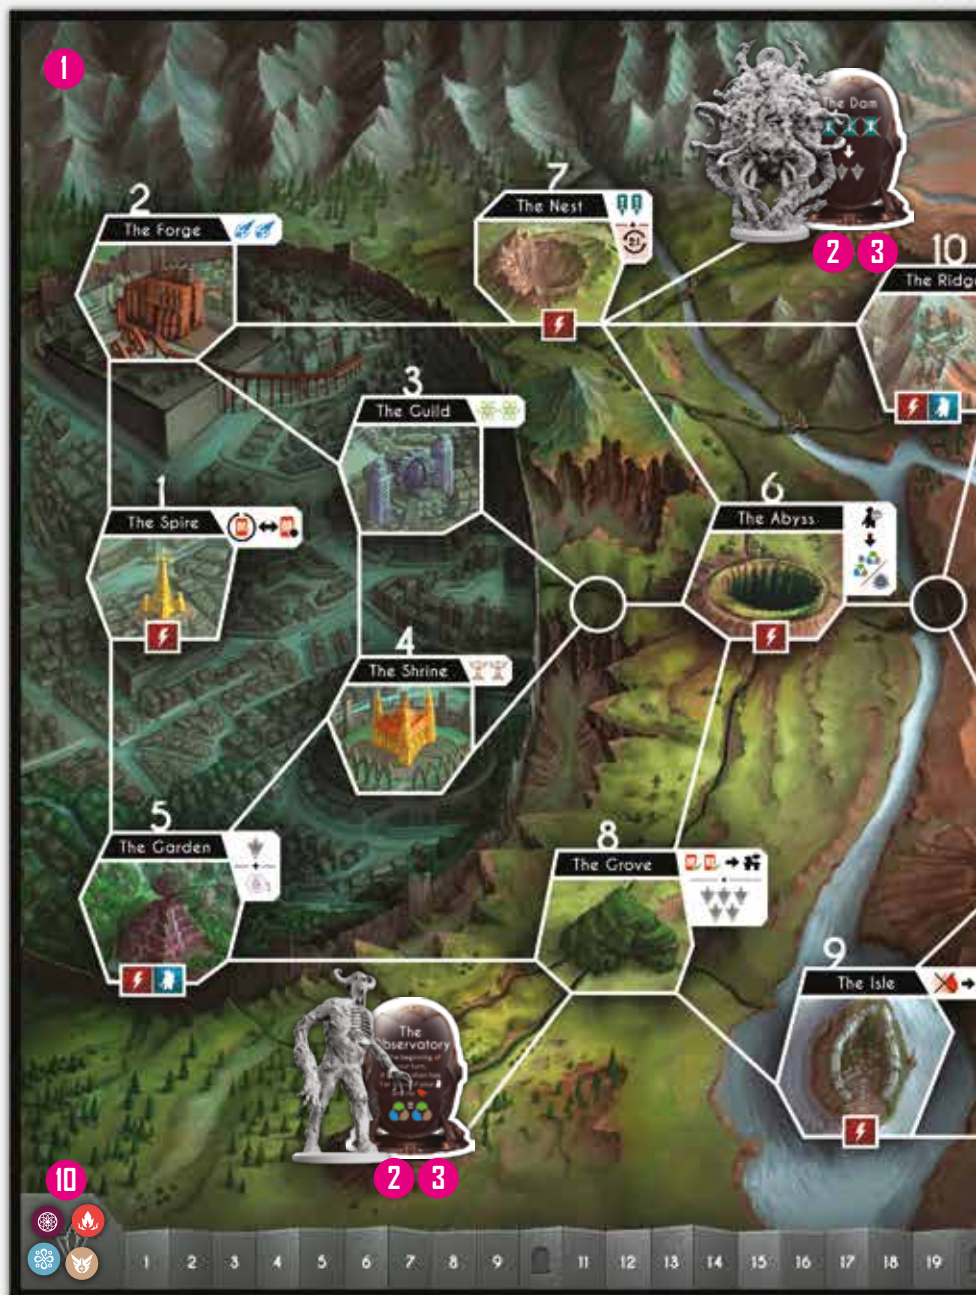 1
The Dam
2
The Forge
7
The Nest
2 3
10
The Ridge
3
The Guild
1
The Spire
6
The Abyss
4
The Shrine
5
The Garden
8
The Grove
9
The Isle
The
Observatory
2 3
10
1 2 3 4 5 6 7 8 9 11 12 13 14 15 16 17 18 19